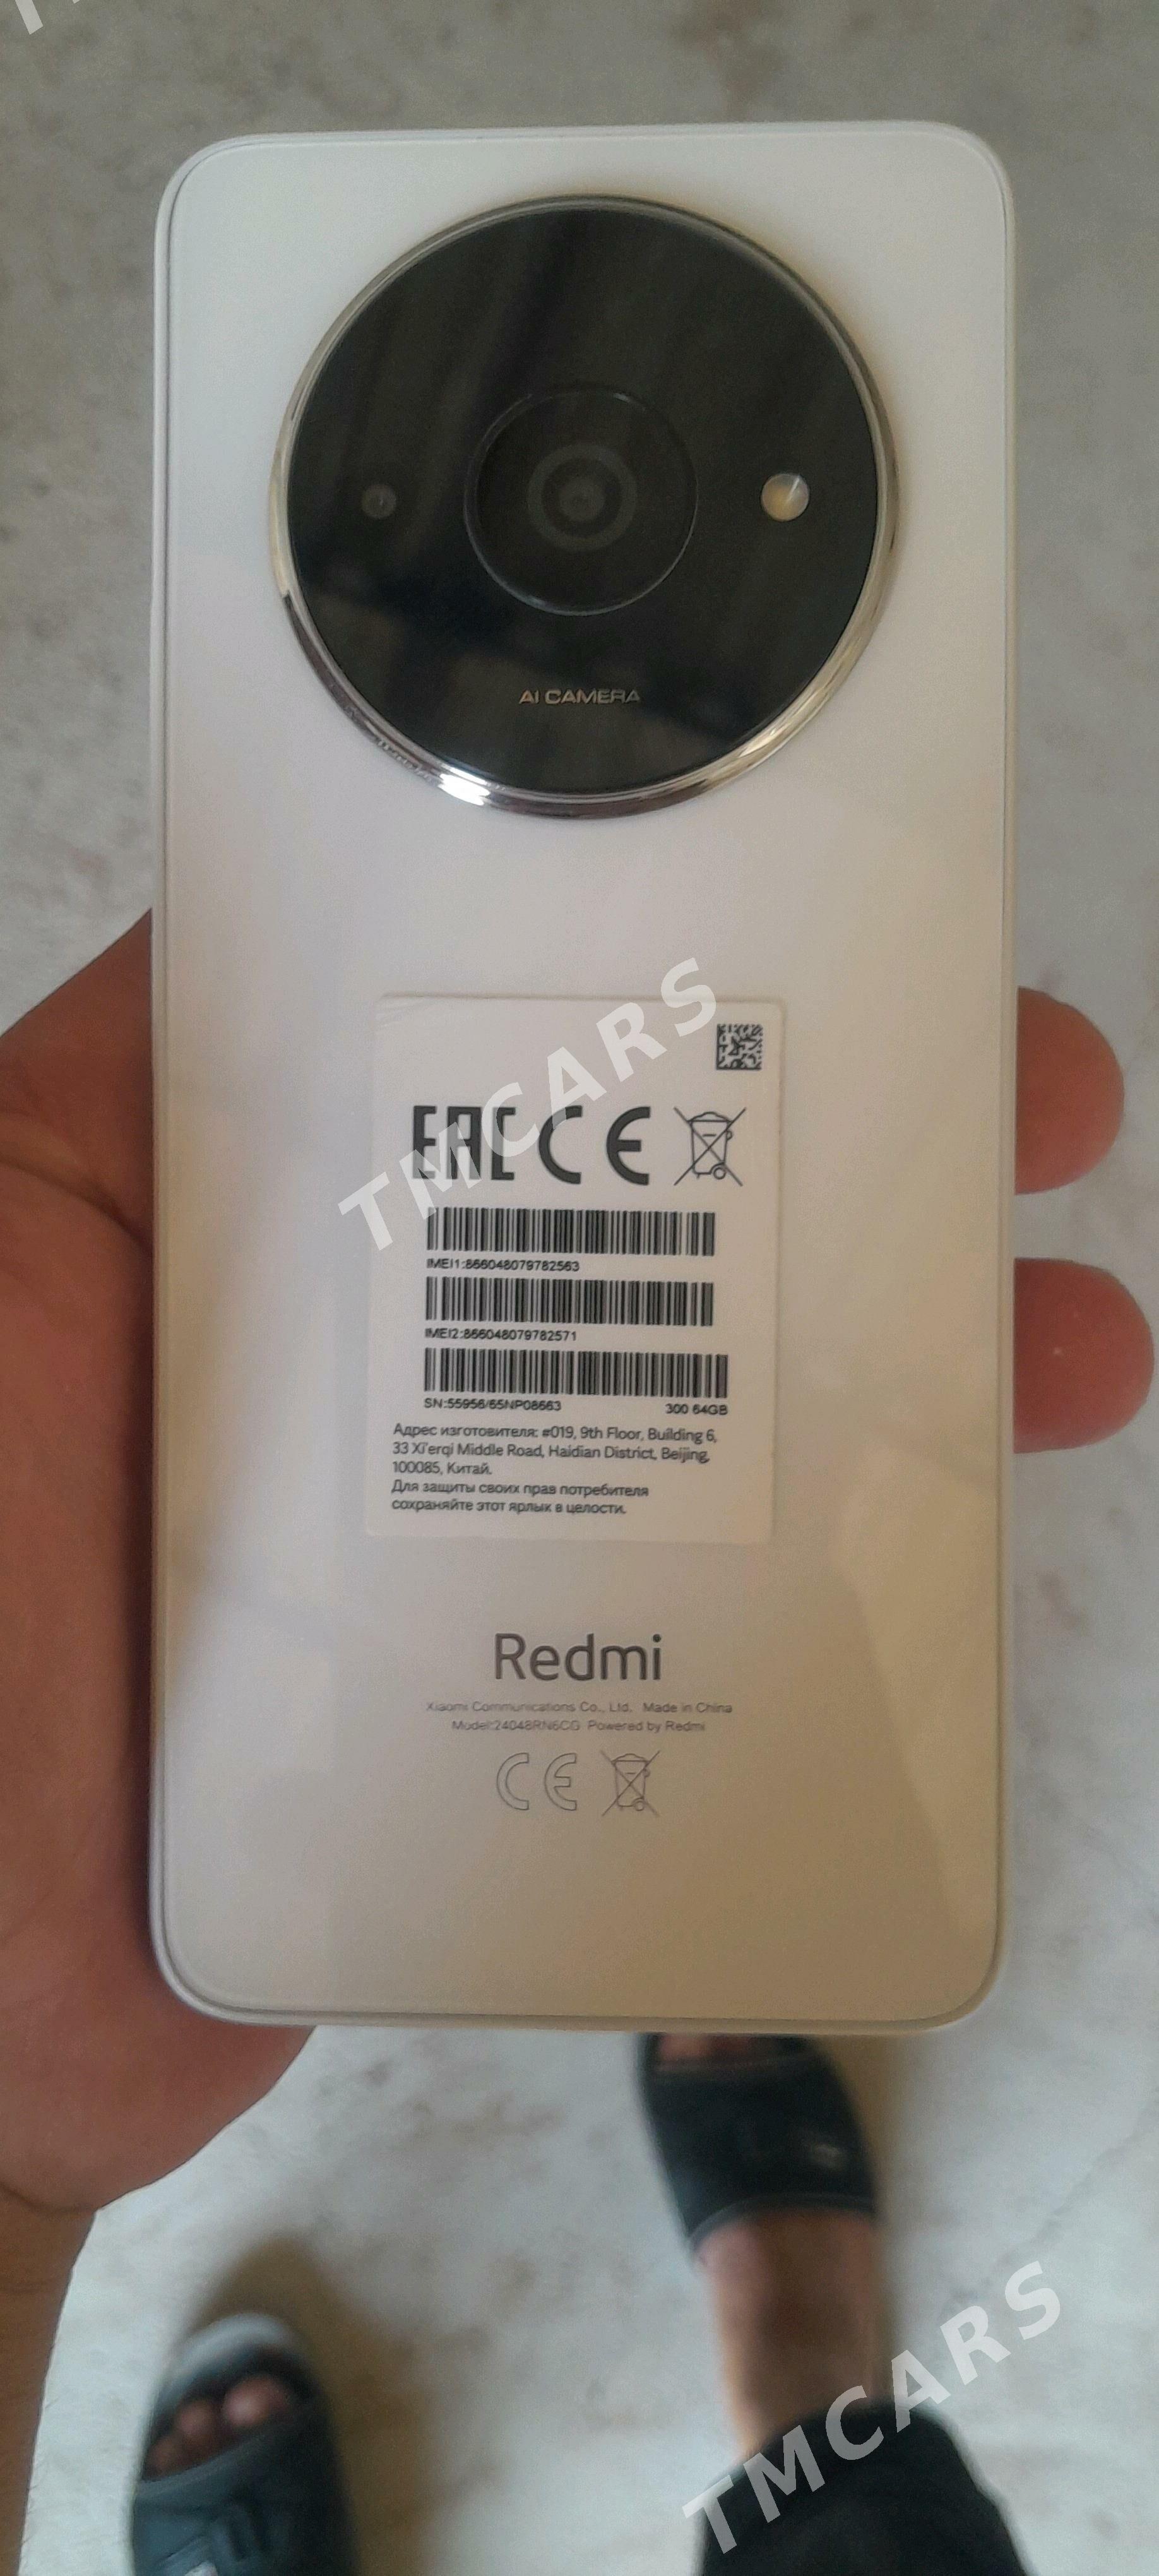 AI CAMERA
TMCARS
EAC CE
IMEI1:866048079782563
IMEI2:866048079782571
SN:55956/65NP08663 300 64GB
Адрес изготовителя: #019, 9th Floor, Building 6,
33 Xi'erqi Middle Road, Haidian District, Beijing,
100085, Китай.
Для защиты своих прав потребителя
сохраняйте этот ярлык в целости.
Redmi
Xiaomi Communications Co., Ltd. Made in China
Model:24048RN6CG Powered by Redmi
CE
TMCARS